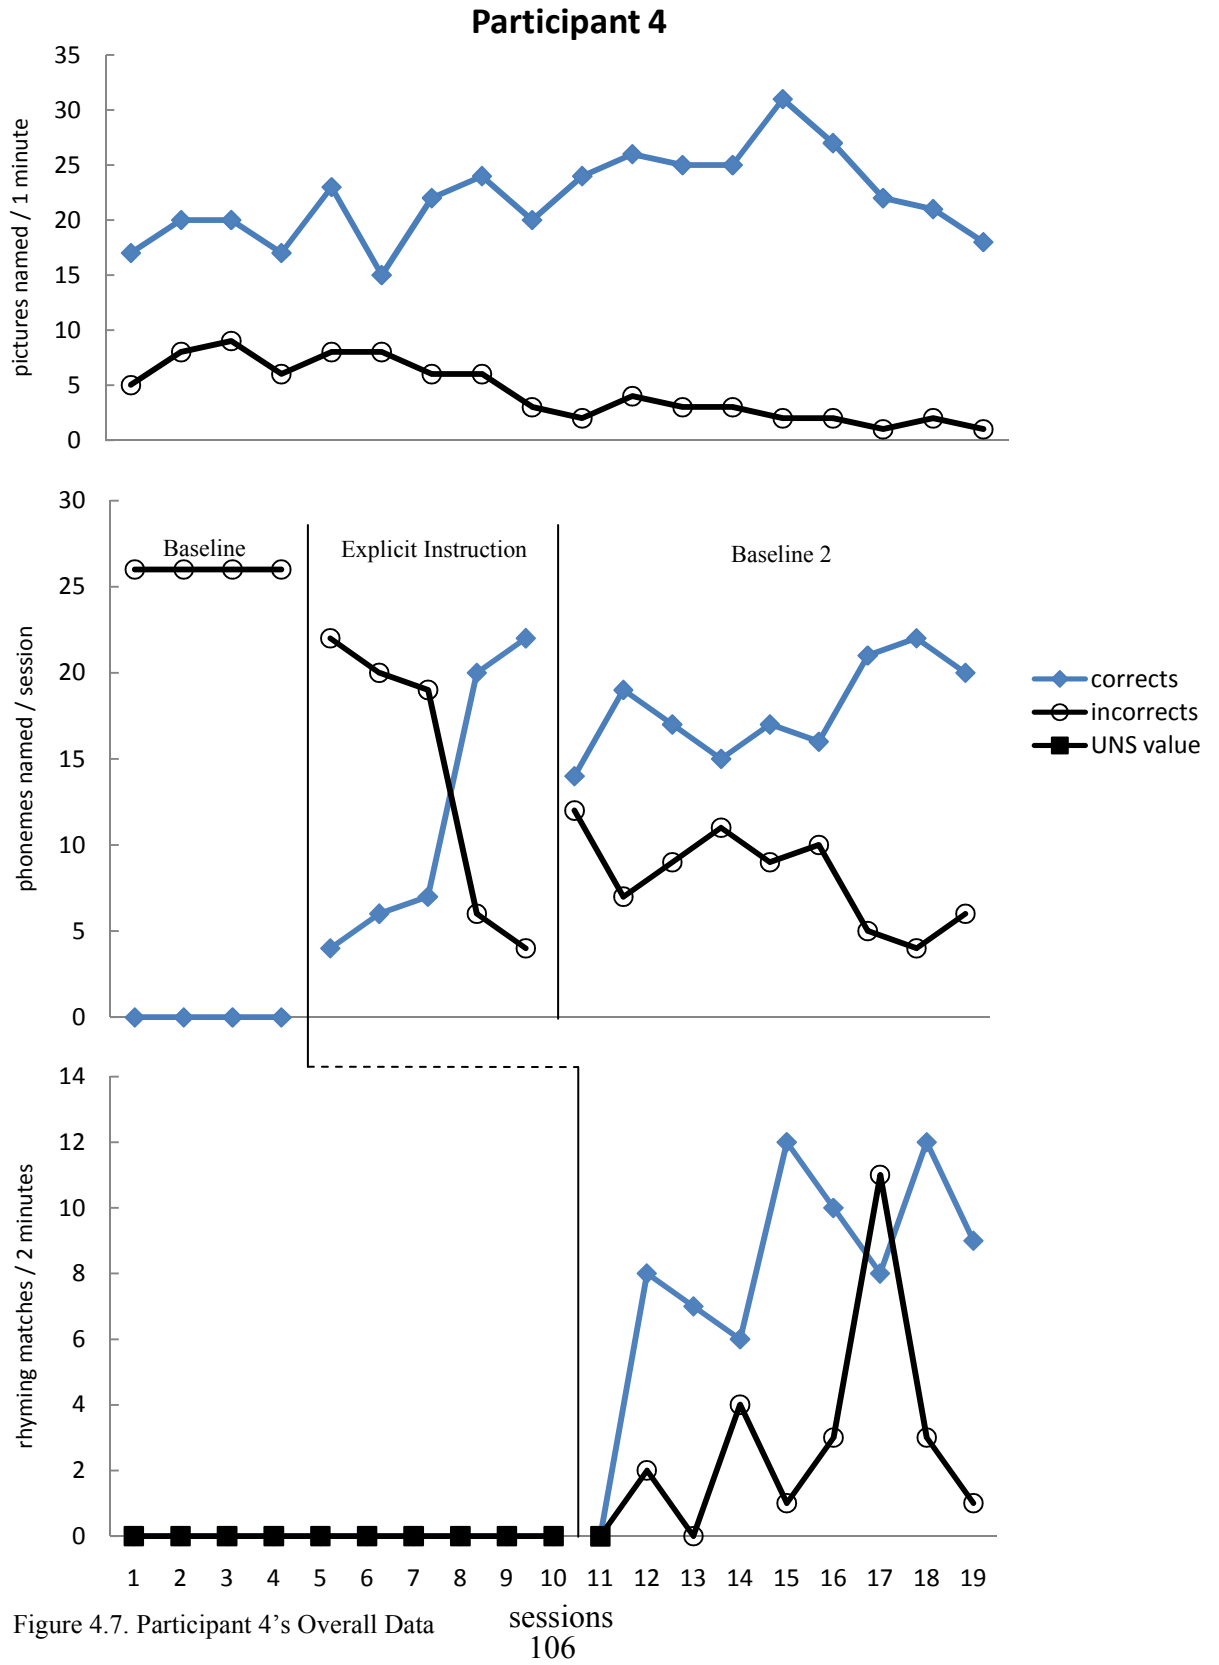 Participant 4
35
30
25
20
15
10
5
0
pictures named / 1 minute
30
25
20
15
10
5
0
phonemes named / session
Baseline
Explicit Instruction
Baseline 2
corrects
incorrects
UNS value
14
12
10
8
6
4
2
0
rhyming matches / 2 minutes
1 2 3 4 5 6 7 8 9 10 11 12 13 14 15 16 17 18 19
sessions
Figure 4.7. Participant 4’s Overall Data
106